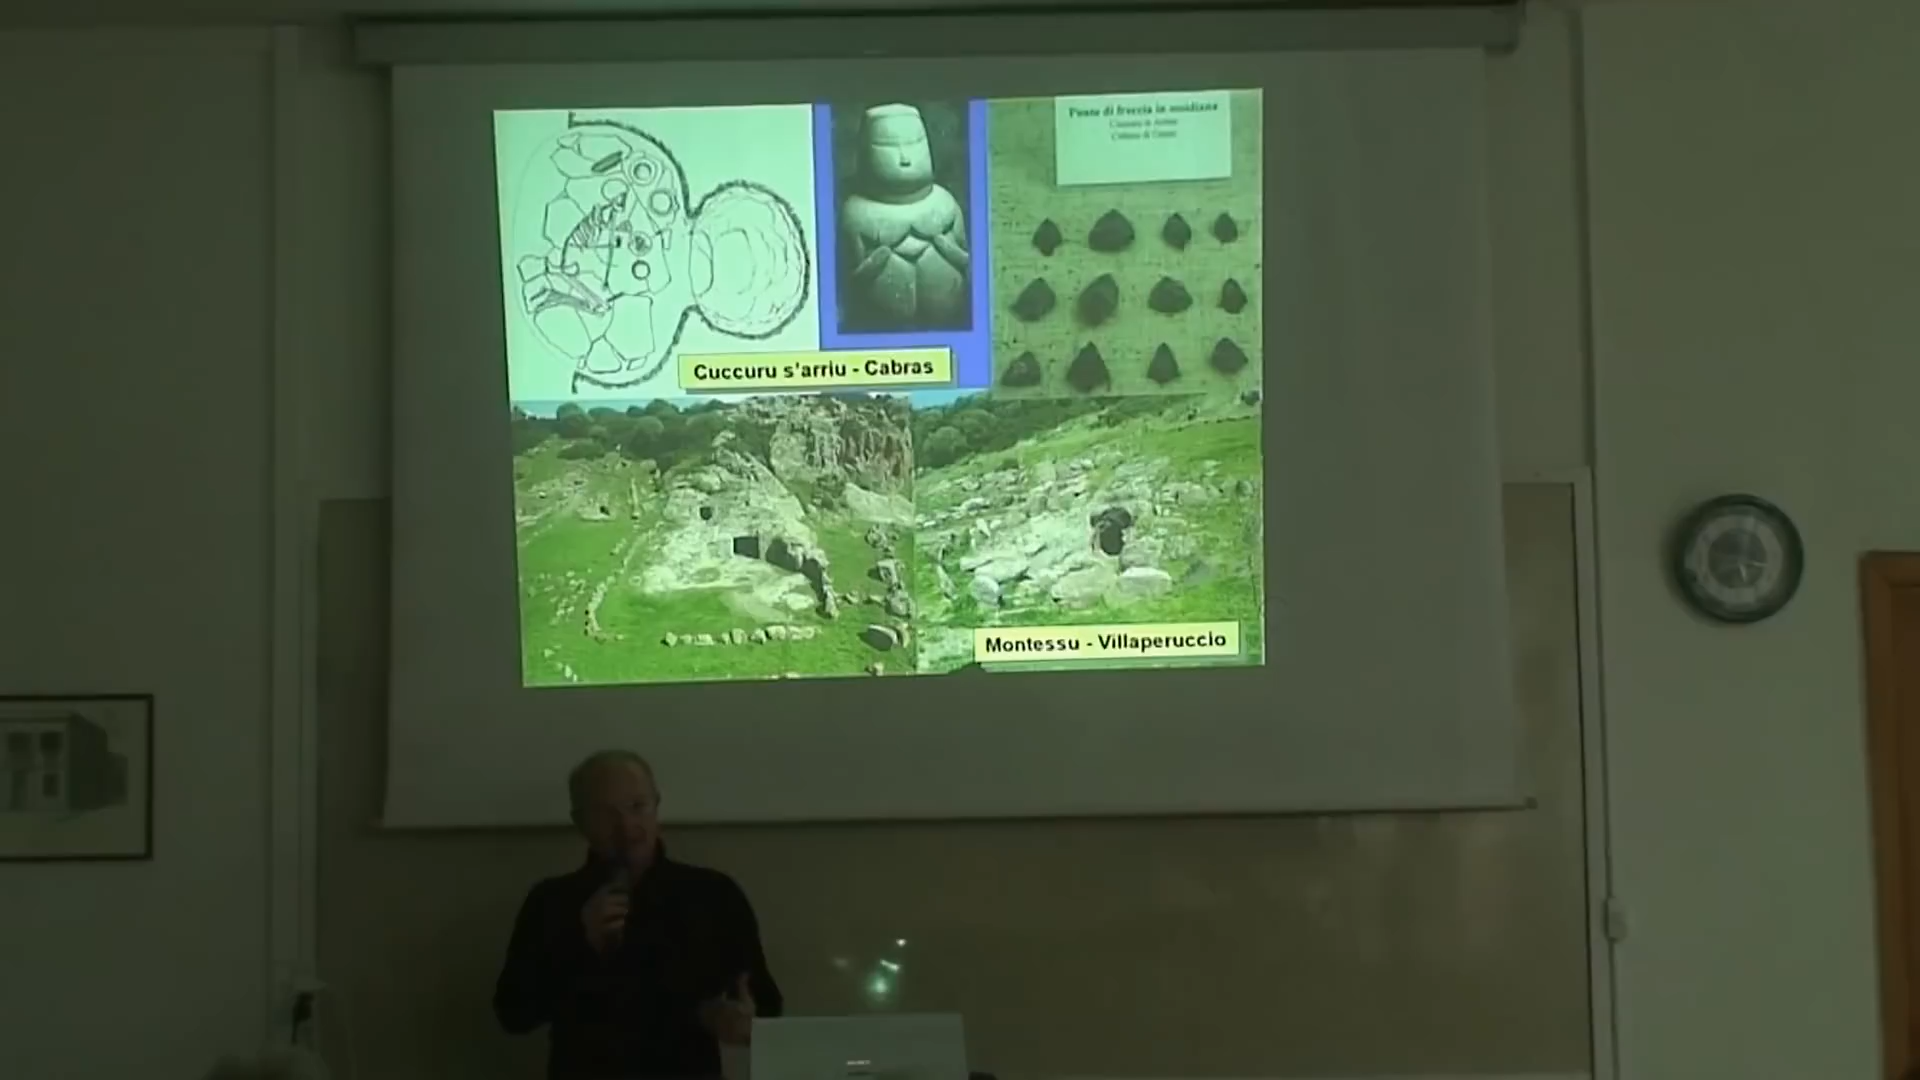 Punte di freccia in ossidiana
Cuccuru s'arriu - Cabras
Montessu - Villaperuccio